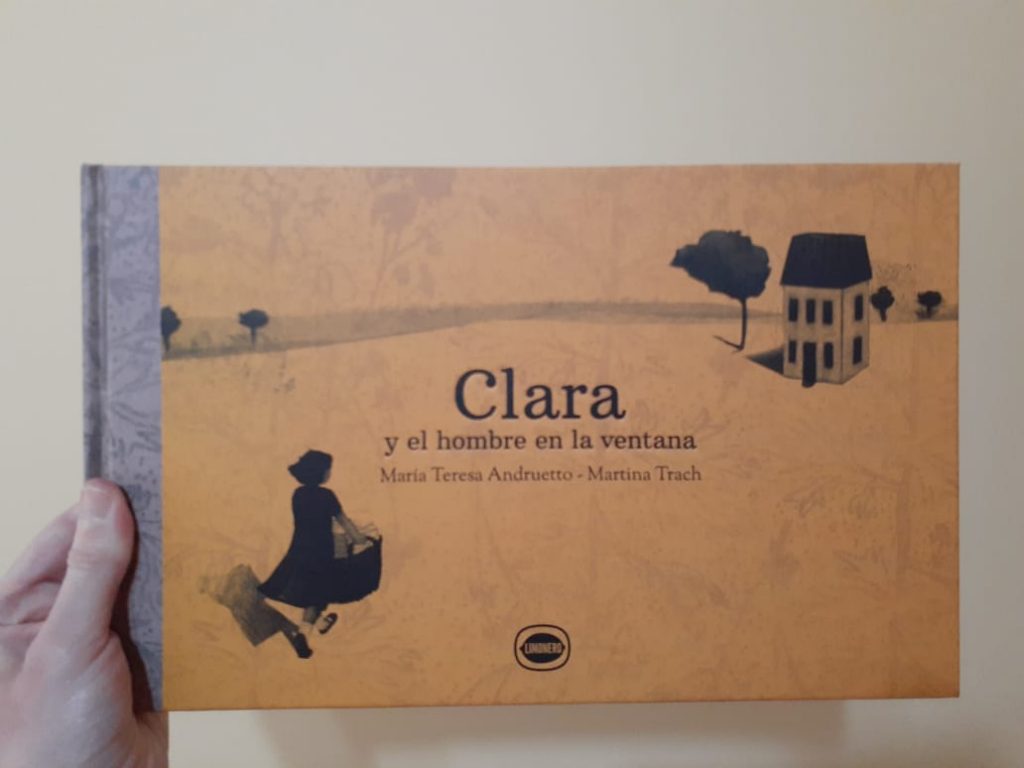 Clara
y el hombre en la ventana
María Teresa Andruetto - Martina Trach
LIMONERO